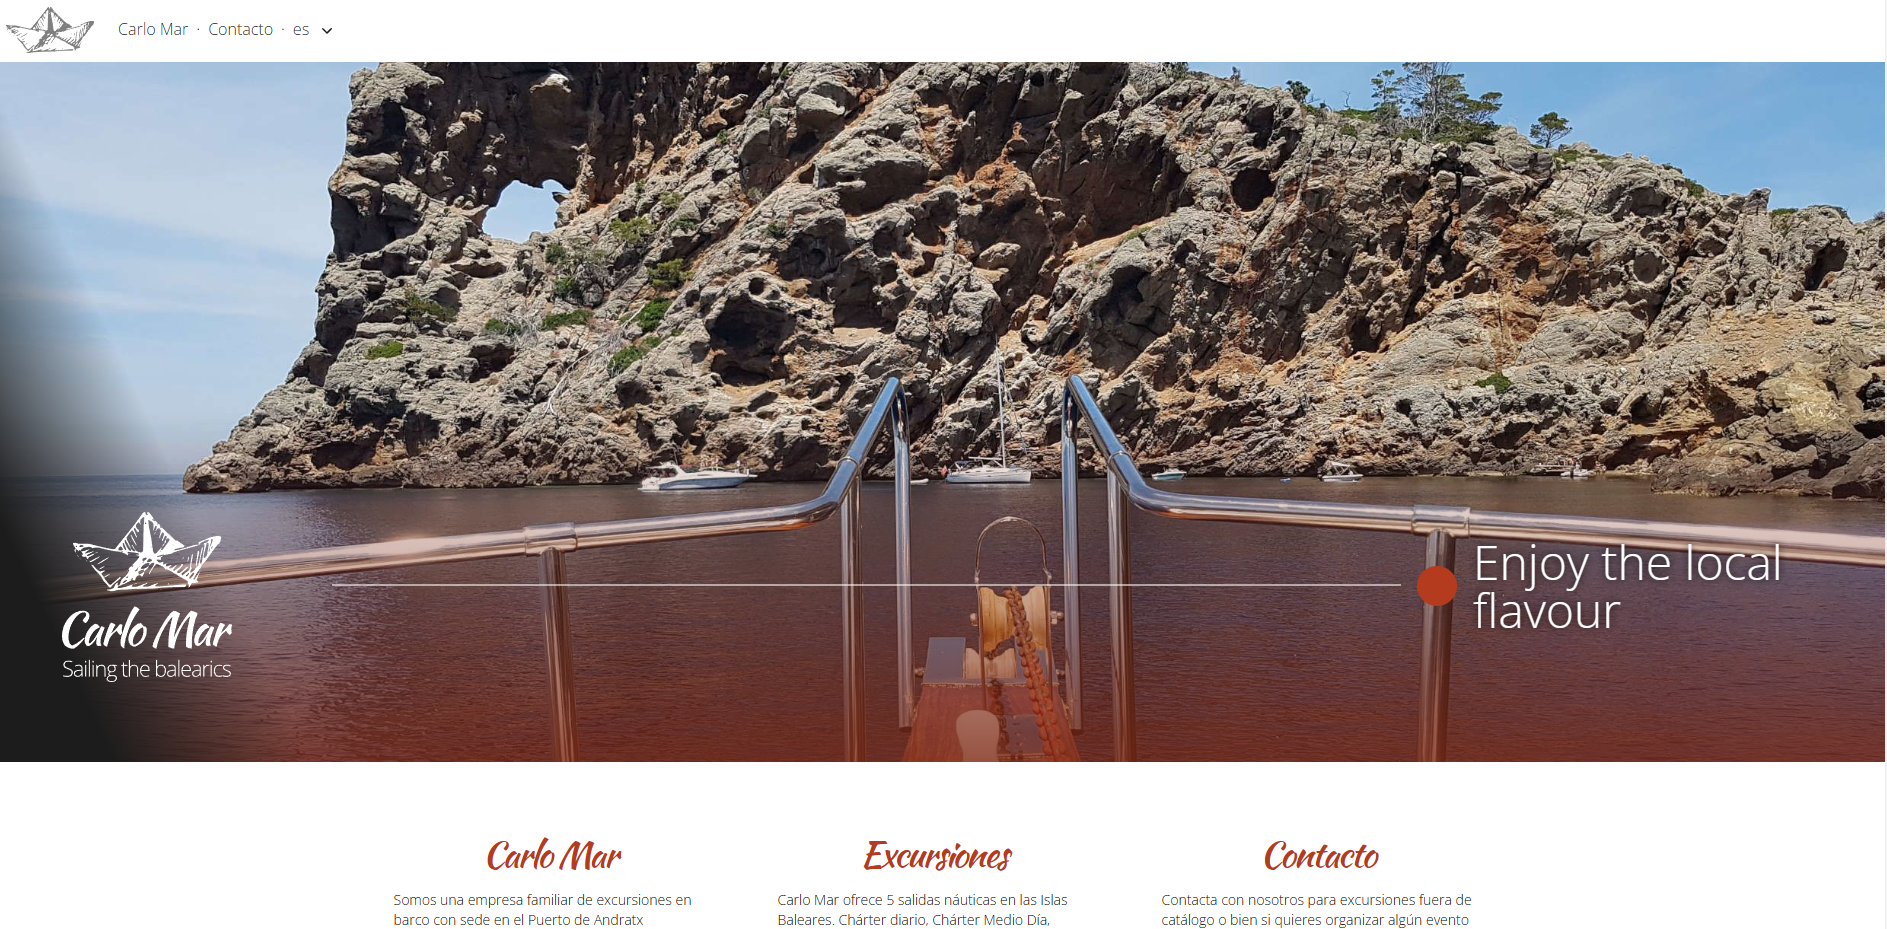 Carlo Mar · Contacto · es
Enjoy the local
flavour
Carlo Mar
Sailing the balearics
Carlo Mar
Somos una empresa familiar de excursiones en
barco con sede en el Puerto de Andratx
Excursiones
Carlo Mar ofrece 5 salidas náuticas en las Islas
Baleares. Chárter diario, Chárter Medio Día,
Contacto
Contacta con nosotros para excursiones fuera de
catálogo o bien si quieres organizar algún evento